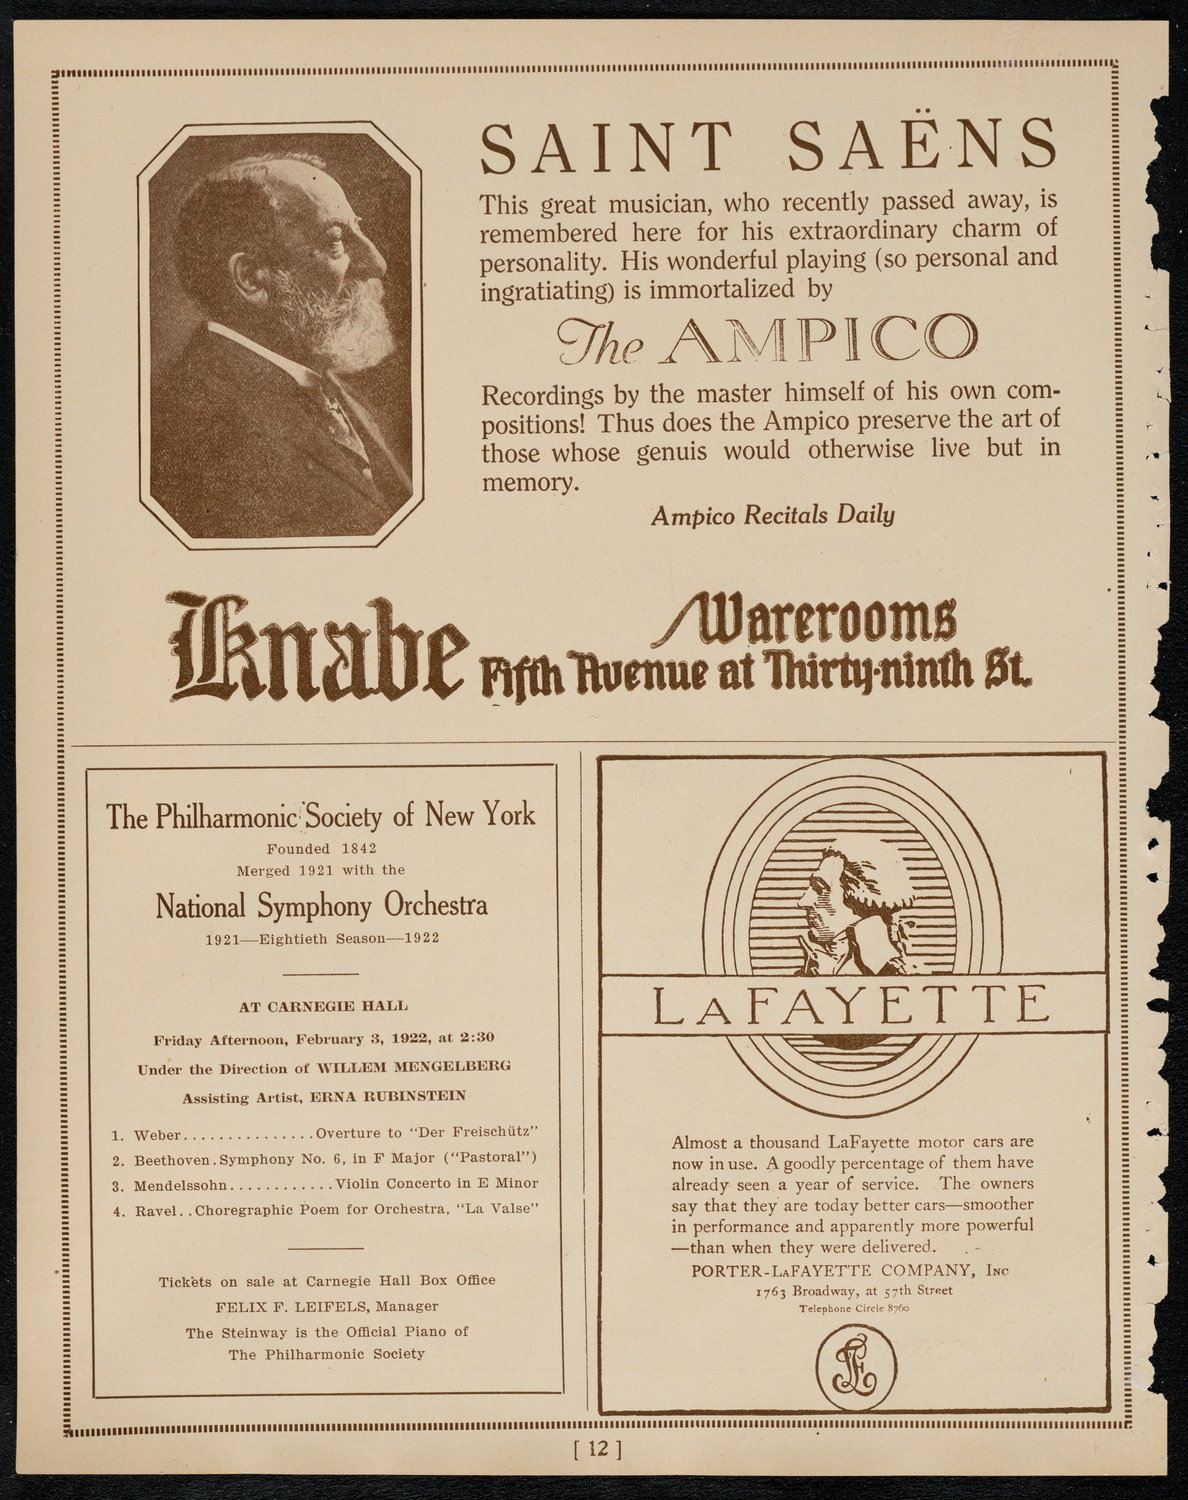 SAINT SAËNS
This great musician, who recently passed away, is
remembered here for his extraordinary charm of
personality. His wonderful playing (so personal and
ingratiating) is immortalized by
The AMPICO
Recordings by the master himself of his own com-
positions! Thus does the Ampico preserve the art of
those whose genuis would otherwise live but in
memory.
Ampico Recitals Daily
Knabe Warerooms
Fifth Avenue at Thirty-ninth St.
The Philharmonic Society of New York
Founded 1842
Merged 1921 with the
National Symphony Orchestra
1921—Eightieth Season—1922
AT CARNEGIE HALL
Friday Afternoon, February 3, 1922, at 2:30
Under the Direction of WILLEM MENGELBERG
Assisting Artist, ERNA RUBINSTEIN
1. Weber...............Overture to "Der Freischütz"
2. Beethoven.Symphony No. 6, in F Major ("Pastoral")
3. Mendelssohn............Violin Concerto in E Minor
4. Ravel..Choregraphic Poem for Orchestra, "La Valse"
Tickets on sale at Carnegie Hall Box Office
FELIX F. LEIFELS, Manager
The Steinway is the Official Piano of
The Philharmonic Society
LAFAYETTE
Almost a thousand LaFayette motor cars are
now in use. A goodly percentage of them have
already seen a year of service. The owners
say that they are today better cars—smoother
in performance and apparently more powerful
—than when they were delivered.
PORTER-LAFAYETTE COMPANY, INC
1763 Broadway, at 57th Street
Telephone Circle 8760
[ 12 ]